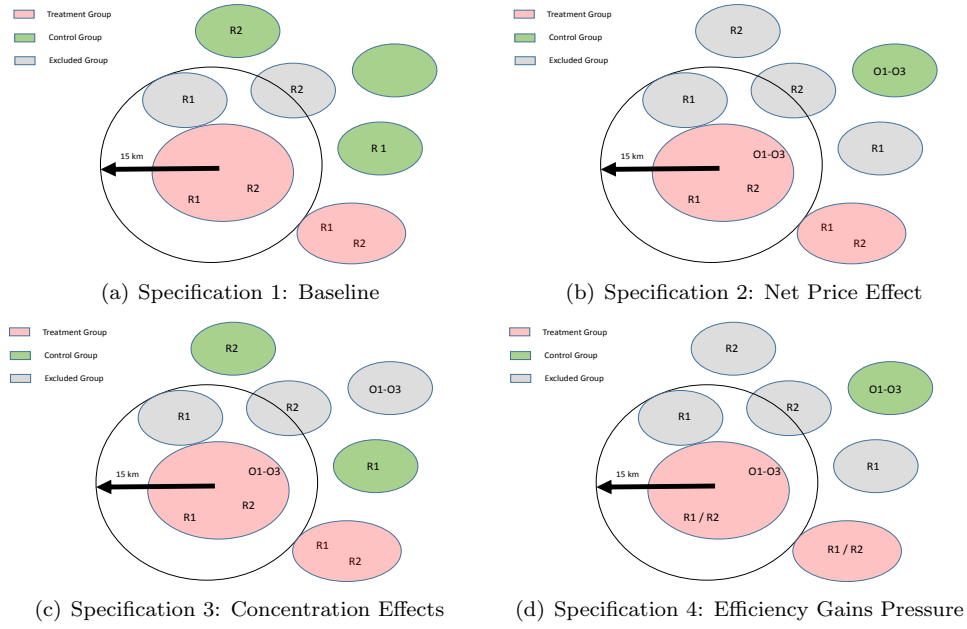 Treatment Group
Control Group
Excluded Group
R2
R1
R2
15 km
R1
R2
R 1
R1
R2
(a) Specification 1: Baseline
Treatment Group
Control Group
Excluded Group
R2
O1-O3
R1
R2
15 km
O1-O3
R1
R2
R1
R1
R2
(b) Specification 2: Net Price Effect
Treatment Group
Control Group
Excluded Group
R2
O1-O3
R1
R2
15 km
O1-O3
R1
R2
R1
R1
R2
(c) Specification 3: Concentration Effects
Treatment Group
Control Group
Excluded Group
R2
O1-O3
R1
R2
15 km
O1-O3
R1 / R2
R1
R1 / R2
(d) Specification 4: Efficiency Gains Pressure